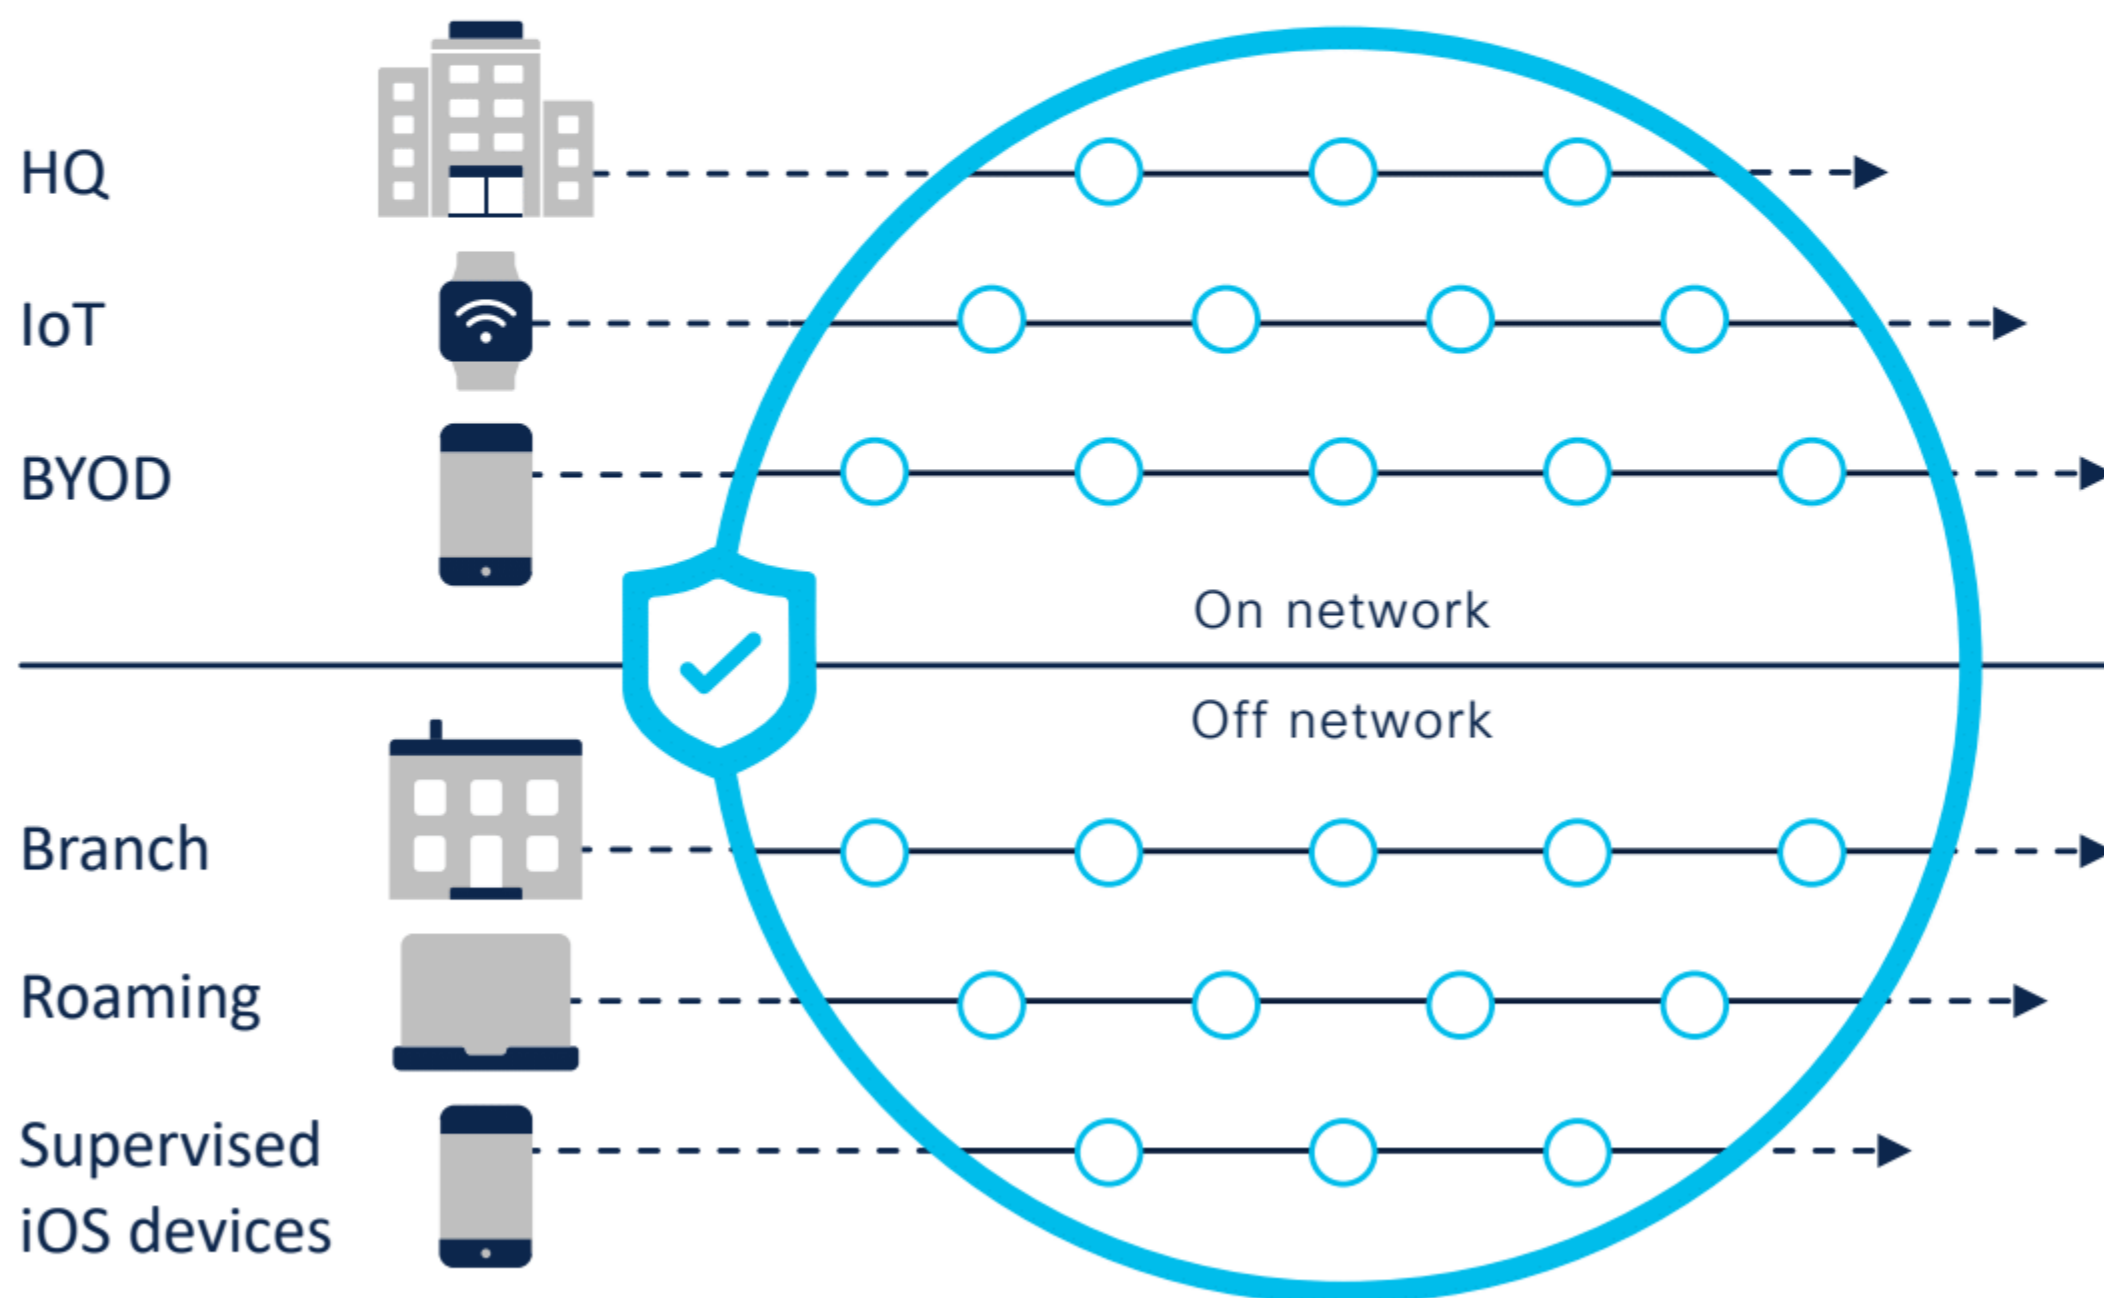 HQ
IoT
BYOD
On network
Off network
Branch
Roaming
Supervised
iOS devices